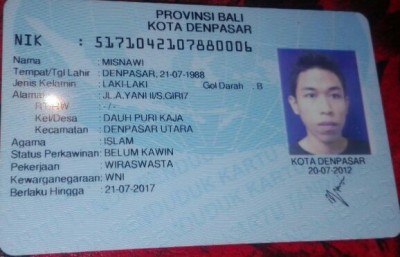 PROVINSI BALI
KOTA DENPASAR
NIK : 5171042107880006
Nama : MISNAWI
Tempat/Tgl Lahir : DENPASAR, 21-07-1988
Jenis Kelamin : LAKI-LAKI Gol Darah : B
Alamat : JL.A.YANI II/S.GIRI7
RT/RW : -/-
Kel/Desa : DAUH PURI KAJA
Kecamatan : DENPASAR UTARA
Agama : ISLAM
Status Perkawinan : BELUM KAWIN
Pekerjaan : WIRASWASTA
Kewarganegaraan : WNI
Berlaku Hingga : 21-07-2017
KOTA DENPASAR
20-07-2012